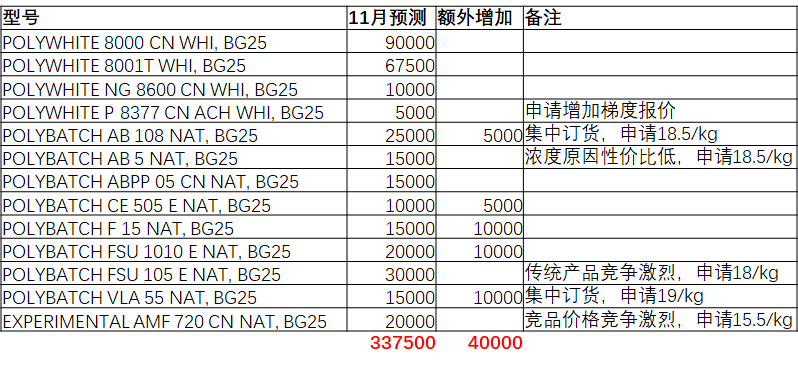 型号 11月预测 额外增加 备注
POLYWHITE 8000 CN WHI, BG25 90000
POLYWHITE 8001T WHI, BG25 67500
POLYWHITE NG 8600 CN WHI, BG25 10000
POLYWHITE P 8377 CN ACH WHI, BG25 5000 申请增加梯度报价
POLYBATCH AB 108 NAT, BG25 25000 5000 集中订货，申请18.5/kg
POLYBATCH AB 5 NAT, BG25 15000 浓度原因性价比低，申请18.5/kg
POLYBATCH ABPP 05 CN NAT, BG25 15000
POLYBATCH CE 505 E NAT, BG25 10000 5000
POLYBATCH F 15 NAT, BG25 15000 10000
POLYBATCH FSU 1010 E NAT, BG25 20000 10000
POLYBATCH FSU 105 E NAT, BG25 30000 传统产品竞争激烈，申请18/kg
POLYBATCH VLA 55 NAT, BG25 15000 10000 集中订货，申请19/kg
EXPERIMENTAL AMF 720 CN NAT, BG25 20000 竞品价格竞争激烈，申请15.5/kg
337500 40000